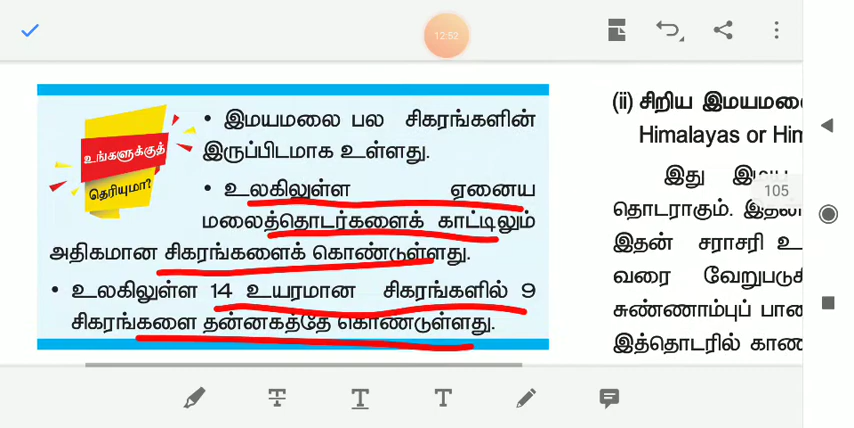 12:52
• இமயமலை பல சிகரங்களின்
இருப்பிடமாக உள்ளது.
உங்களுக்குத்
தெரியுமா?
• உலகிலுள்ள ஏனைய
மலைத்தொடர்களைக் காட்டிலும்
அதிகமான சிகரங்களைக் கொண்டுள்ளது.
• உலகிலுள்ள 14 உயரமான சிகரங்களில் 9
சிகரங்களை தன்னகத்தே கொண்டுள்ளது.
(ii) சிறிய இமயமலை
Himalayas or Him
இது இமய
105
தொடராகும்.
இதன் சராசரி உ
வரை வேறுபடுகி
சுண்ணாம்புப் பா
இத்தொடரில் காண
T
T
T